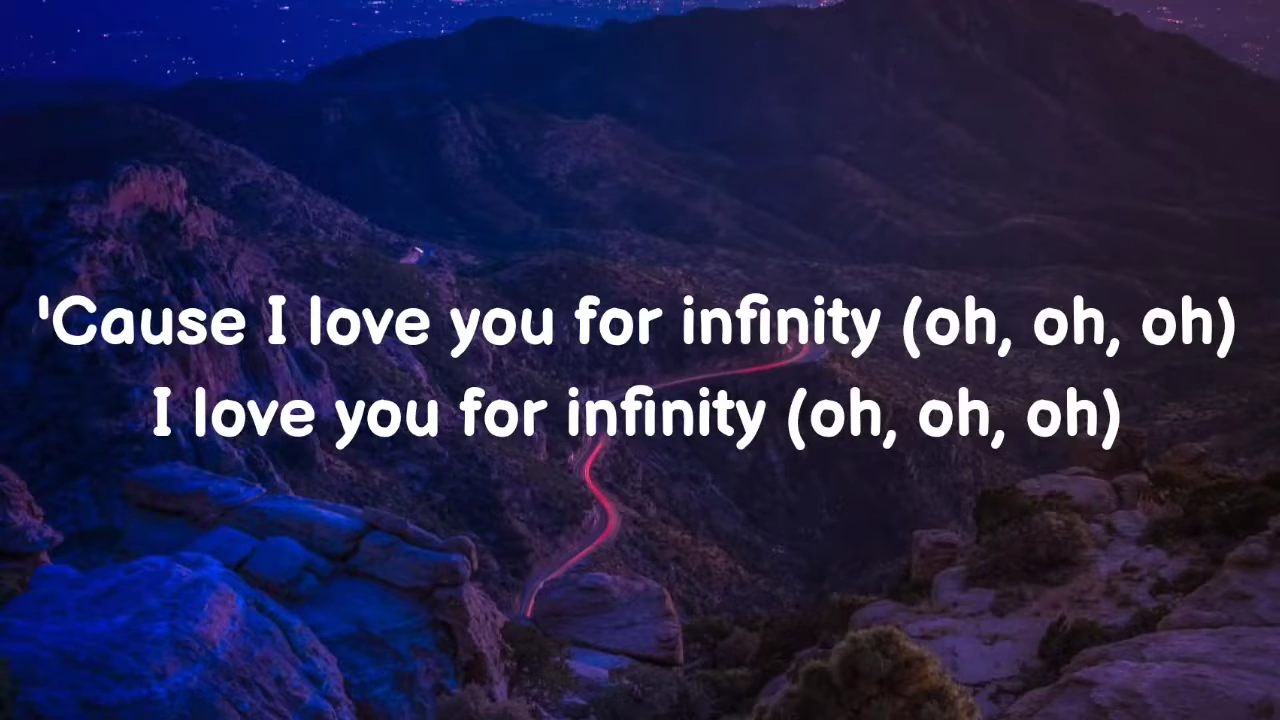 'Cause I love you for infinity (oh, oh, oh)
I love you for infinity (oh, oh, oh)